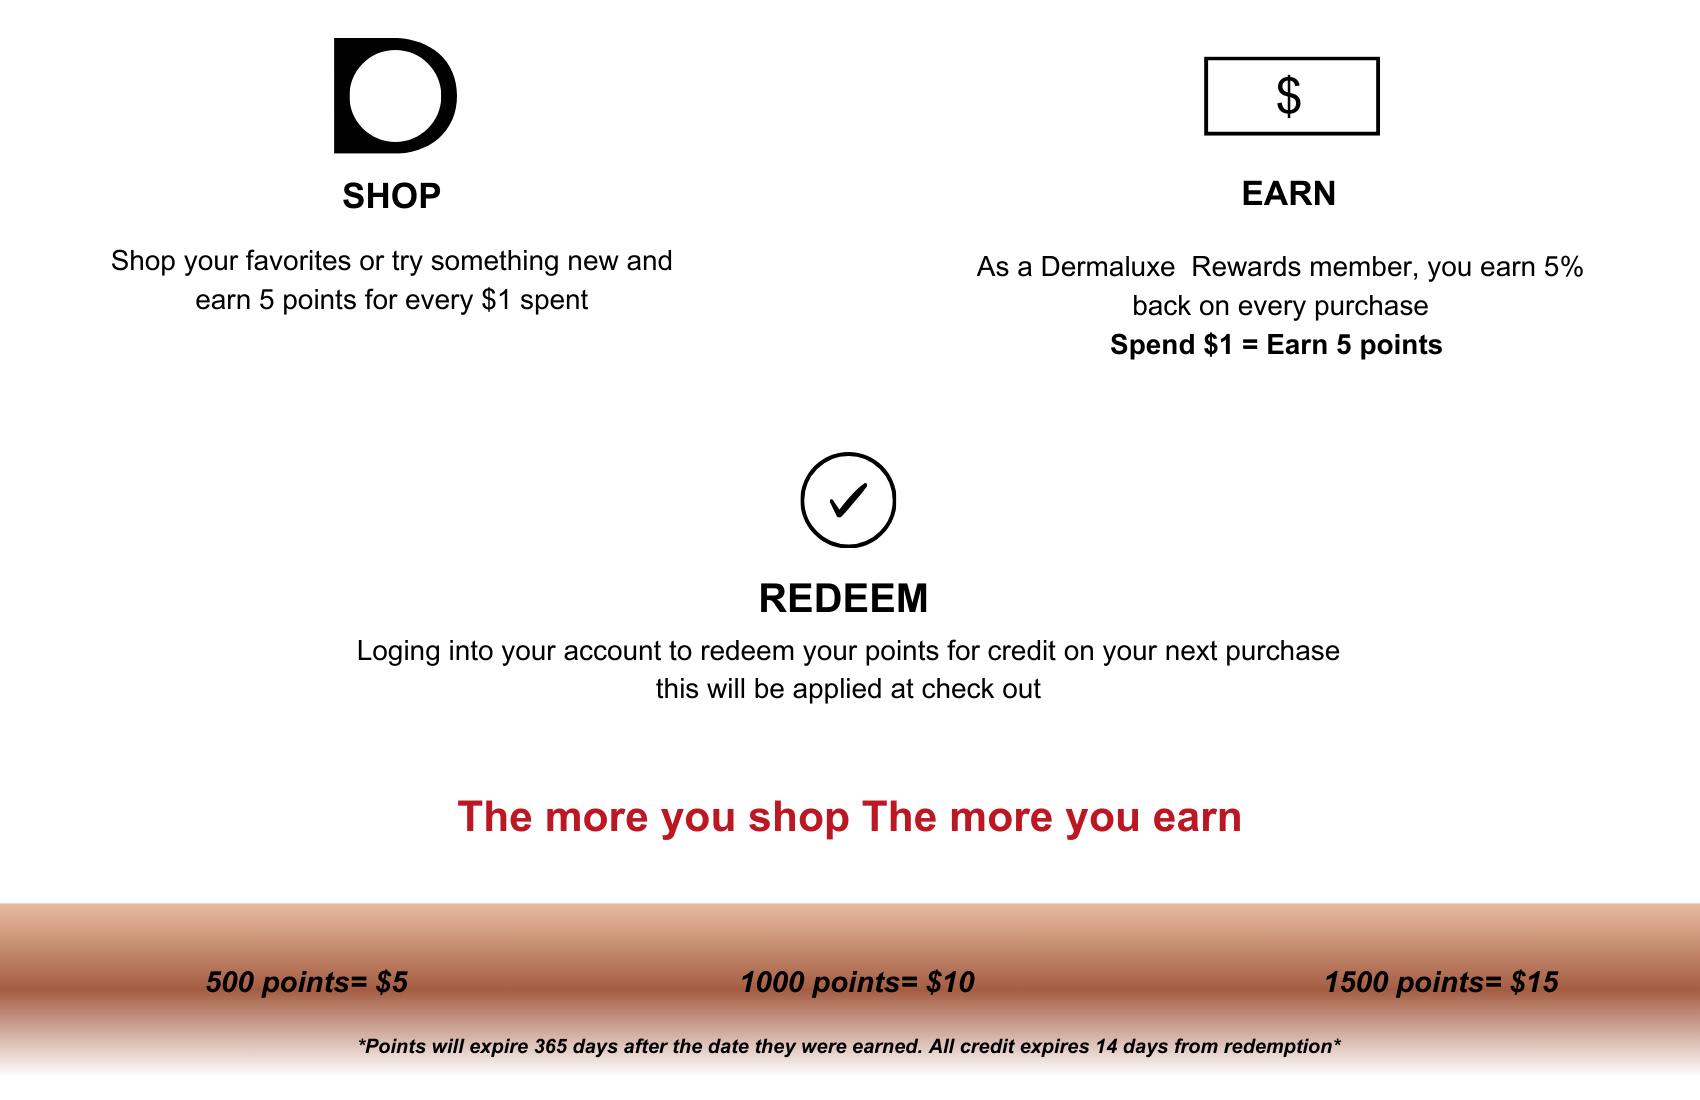 SHOP
Shop your favorites or try something new and
earn 5 points for every $1 spent
$
EARN
As a Dermaluxe  Rewards member, you earn 5%
back on every purchase
Spend $1 = Earn 5 points
REDEEM
Loging into your account to redeem your points for credit on your next purchase
this will be applied at check out
The more you shop The more you earn
500 points= $5
1000 points= $10
1500 points= $15
*Points will expire 365 days after the date they were earned. All credit expires 14 days from redemption*